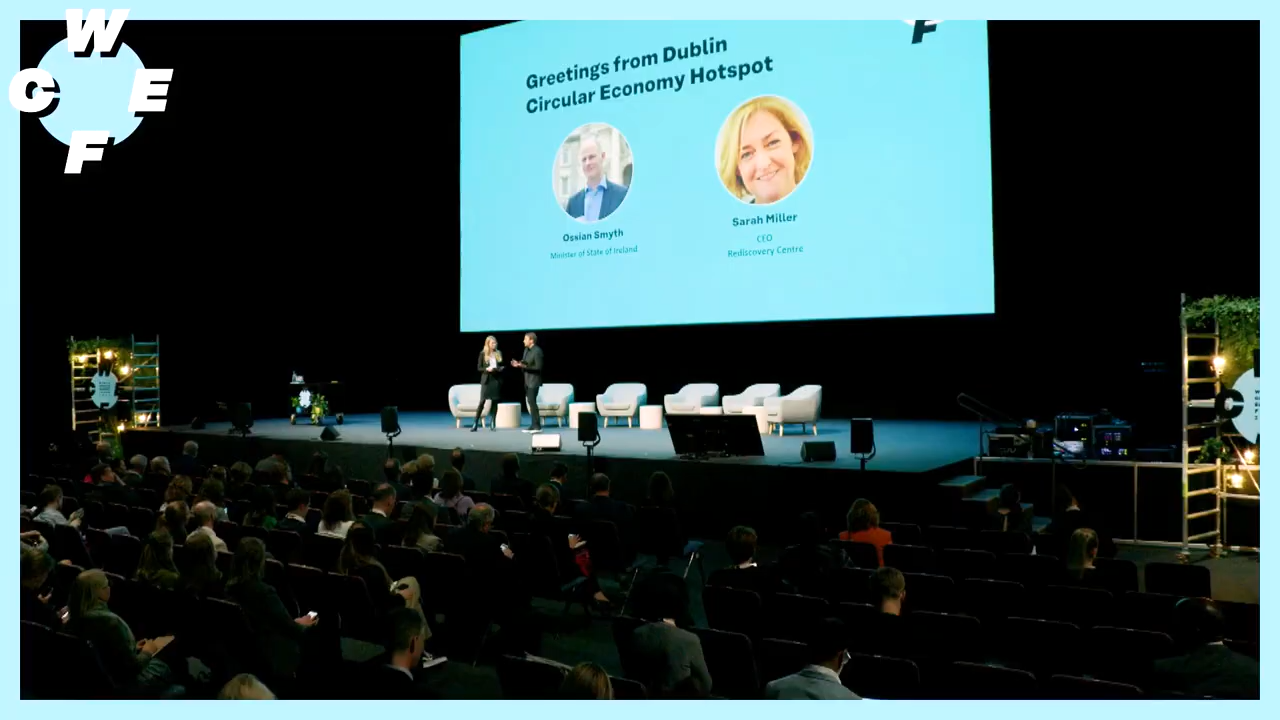 W
C E
F
F
Greetings from Dublin
Circular Economy Hotspot
Ossian Smyth
Minister of State of Ireland
Sarah Miller
CEO
Rediscovery Centre